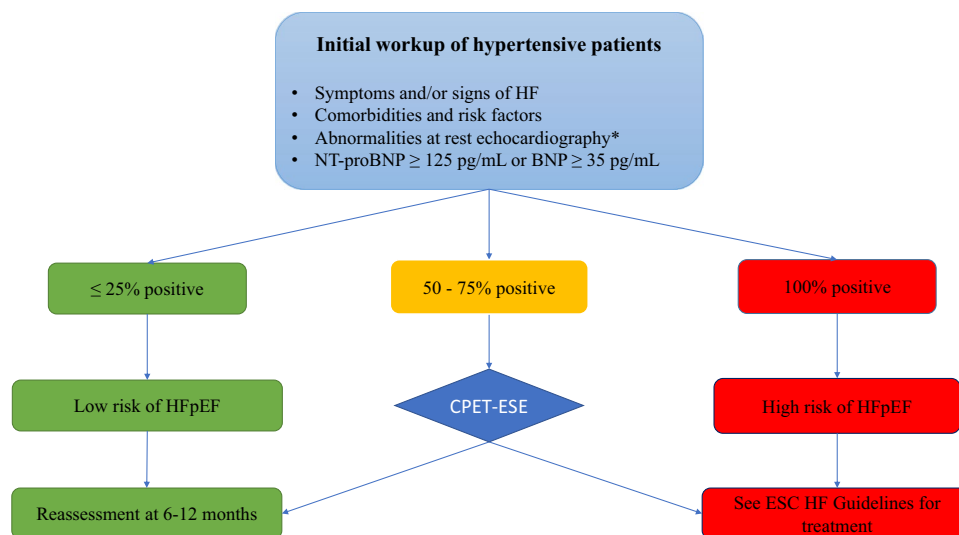 Initial workup of hypertensive patients
• Symptoms and/or signs of HF
• Comorbidities and risk factors
• Abnormalities at rest echocardiography*
• NT-proBNP ≥ 125 pg/mL or BNP ≥ 35 pg/mL
≤ 25% positive
50 - 75% positive
100% positive
Low risk of HFpEF
CPET-ESE
High risk of HFpEF
Reassessment at 6-12 months
See ESC HF Guidelines for
treatment